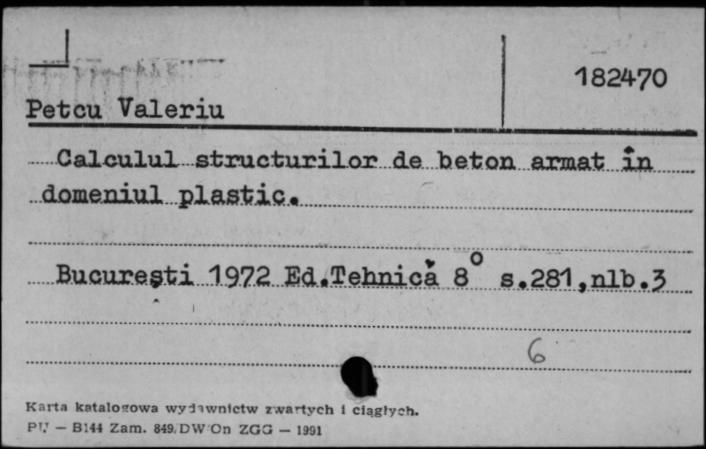 182470
Petcu Valeriu
Calculul structurilor de beton armat în
domeniul plastic.
București 1972 Ed.Tehnică 8° s.281,nlb.3
6
Karta katalogowa wydawnictw zwartych i ciągłych.
PU — B144 Zam. 849/DW/On ZGG — 1991